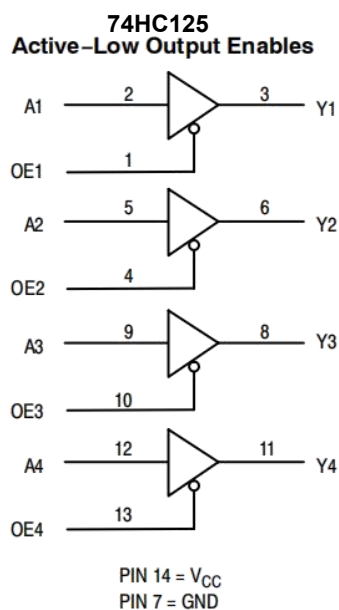 74HC125
Active–Low Output Enables
A1 2 3 Y1
OE1 1
A2 5 6 Y2
OE2 4
A3 9 8 Y3
OE3 10
A4 12 11 Y4
OE4 13
PIN 14 = VCC
PIN 7 = GND